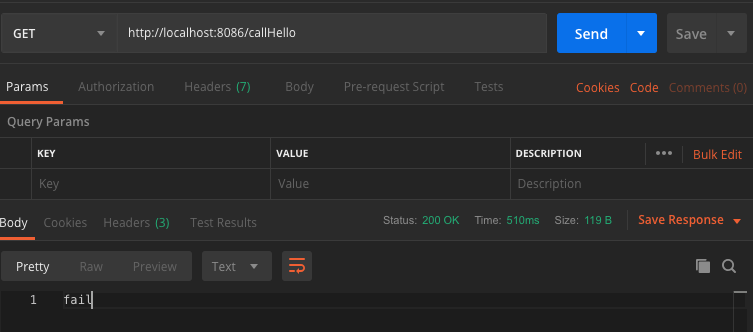 GET http://localhost:8086/callHello Send Save
Params Authorization Headers (7) Body Pre-request Script Tests Cookies Code Comments (0)
Query Params
KEY VALUE DESCRIPTION ••• Bulk Edit
Key Value Description
Body Cookies Headers (3) Test Results Status: 200 OK Time: 510ms Size: 119 B Save Response
Pretty Raw Preview Text
1 fail